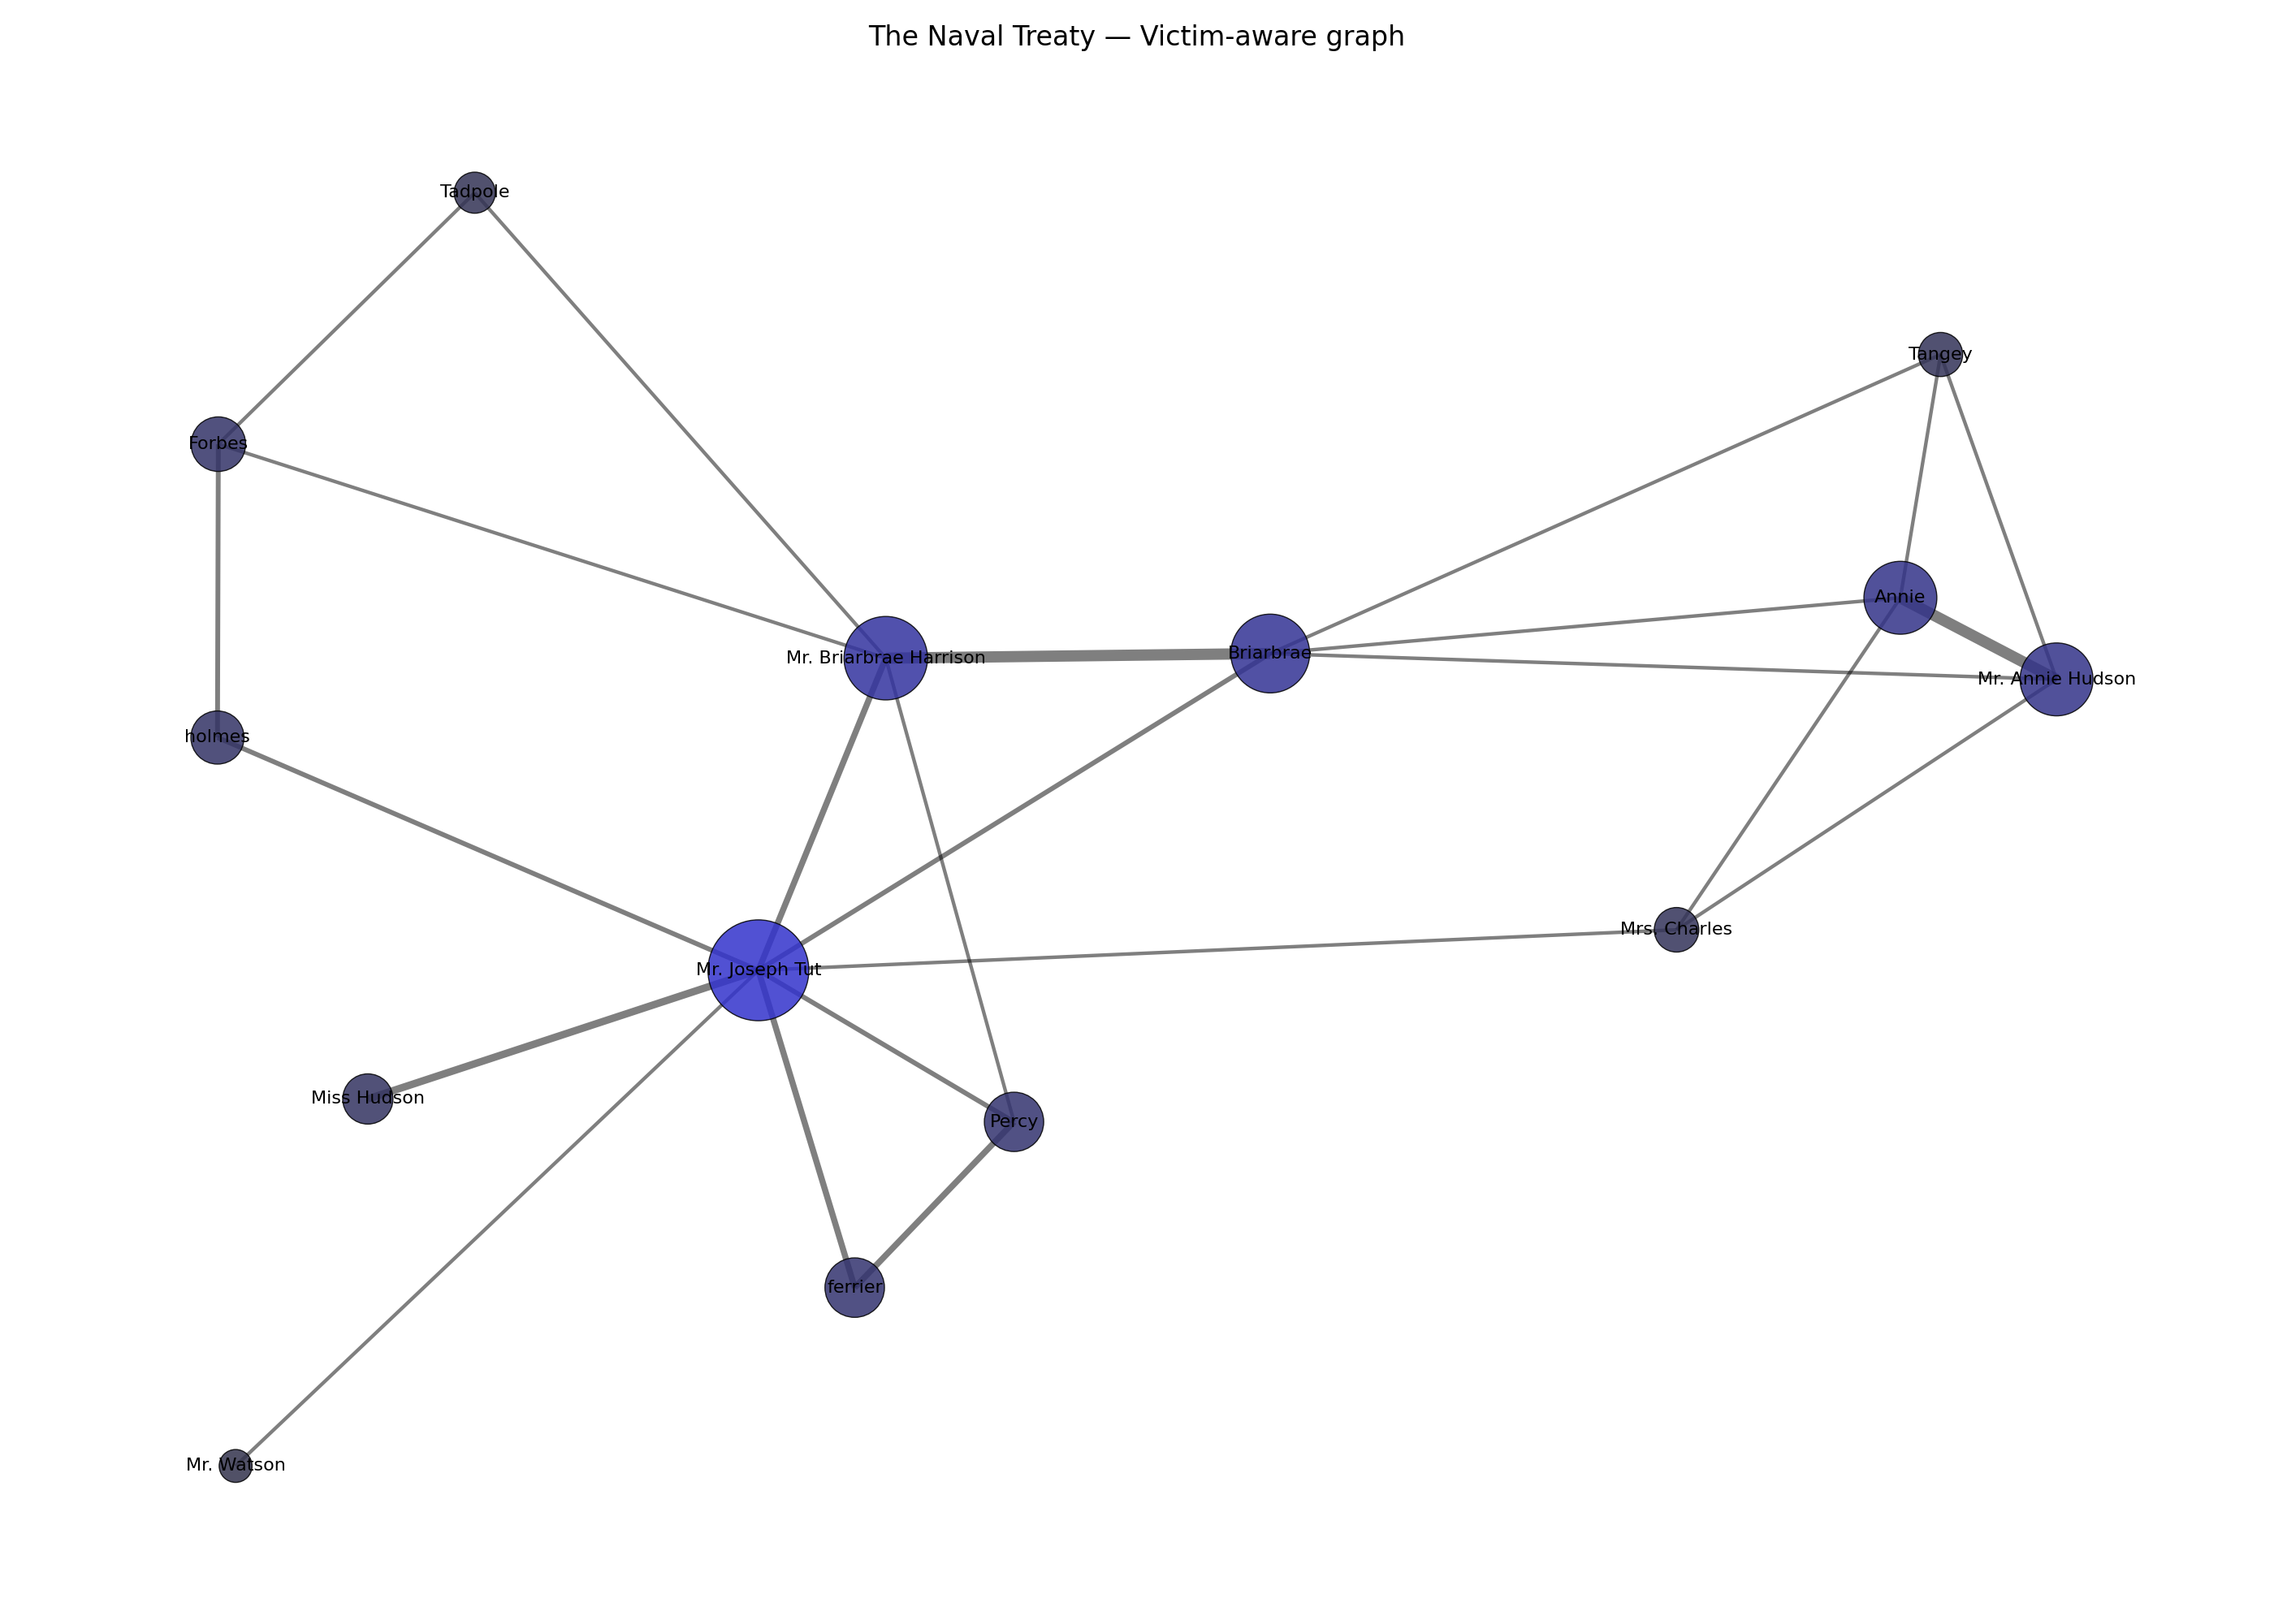 The Naval Treaty — Victim-aware graph
Tadpole
Tangey
Forbes
Annie
Briarbrae
Mr. Briarbrae Harrison
Mr. Annie Hudson
holmes
Mrs. Charles
Mr. Joseph Tut
Miss Hudson
Percy
ferrier
Mr. Watson